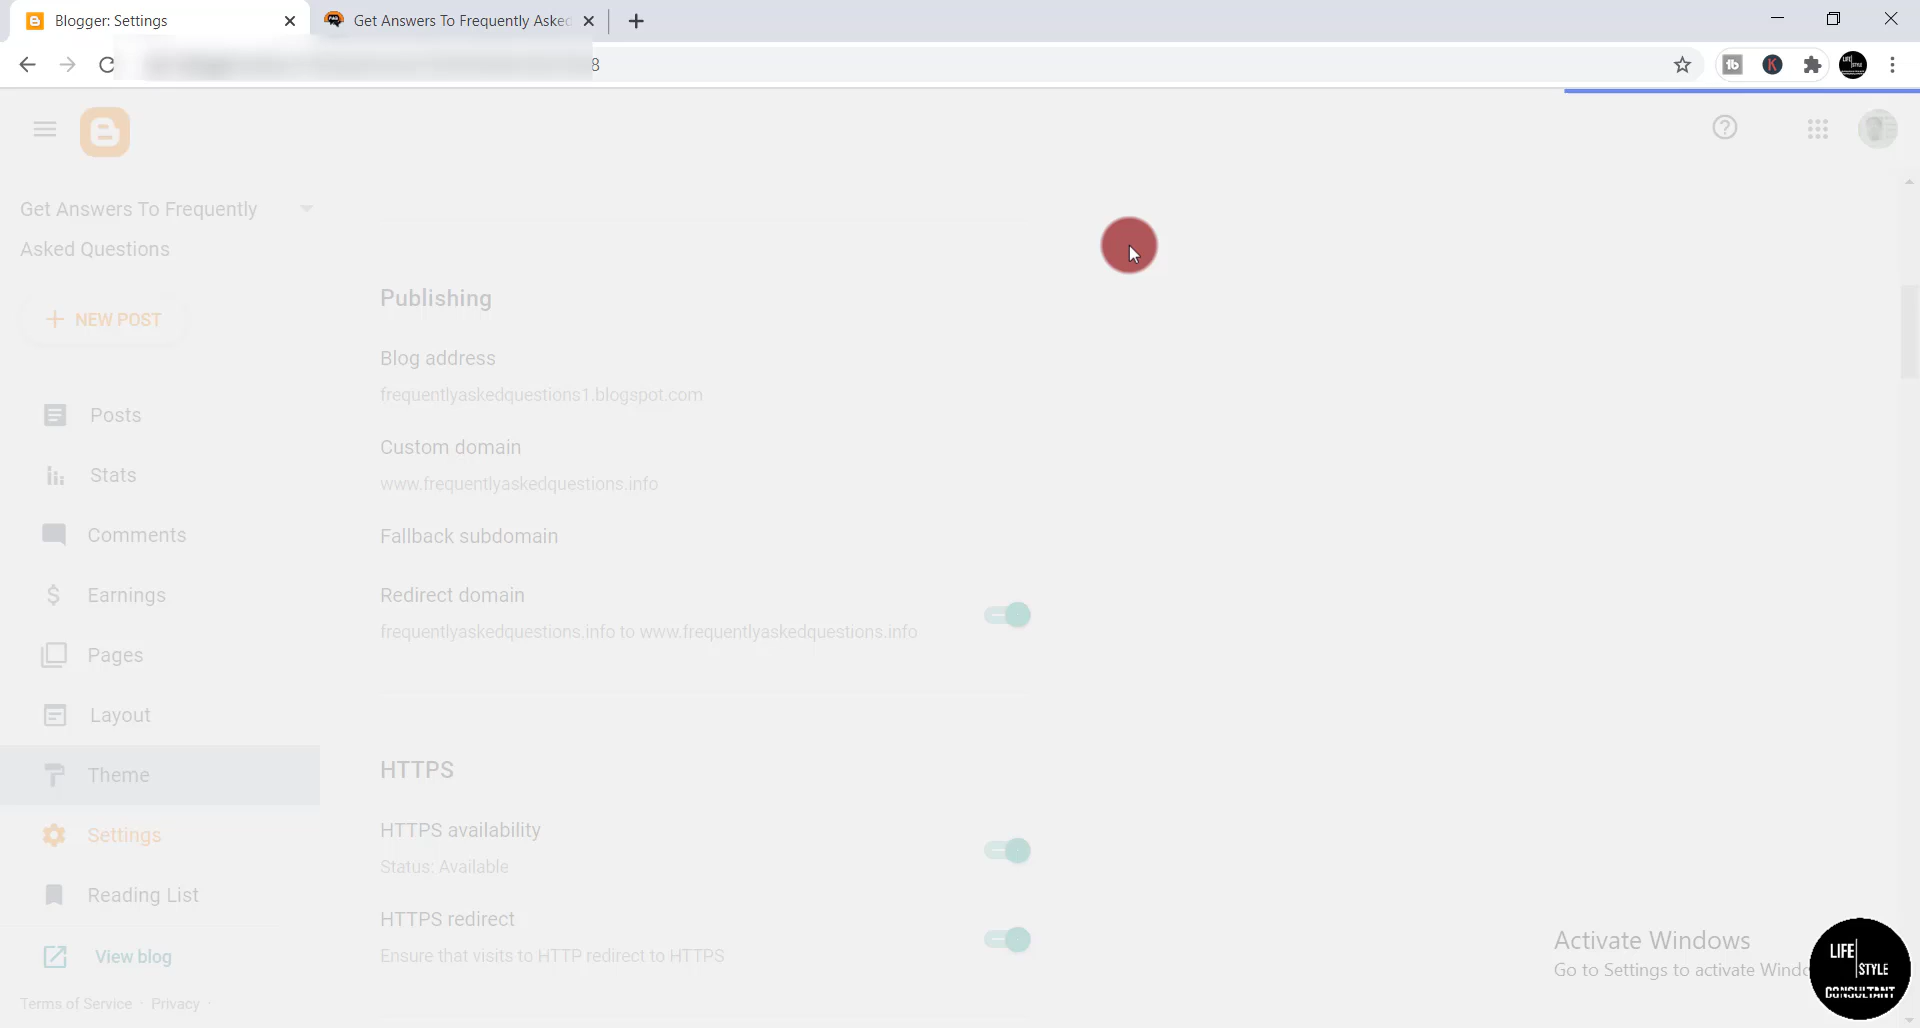 Blogger: Settings
Get Answers To Frequently Asked
8
Get Answers To Frequently
Asked Questions
+ NEW POST
Posts
Stats
Comments
Earnings
Pages
Layout
Theme
Settings
Reading List
View blog
Terms of Service · Privacy ·
Publishing
Blog address
frequentlyaskedquestions1.blogspot.com
Custom domain
www.frequentlyaskedquestions.info
Fallback subdomain
Redirect domain
frequentlyaskedquestions.info to www.frequentlyaskedquestions.info
HTTPS
HTTPS availability
Status: Available
HTTPS redirect
Ensure that visits to HTTP redirect to HTTPS
Activate Windows
Go to Settings to activate Windo
LIFE
STYLE
CONSULTANT